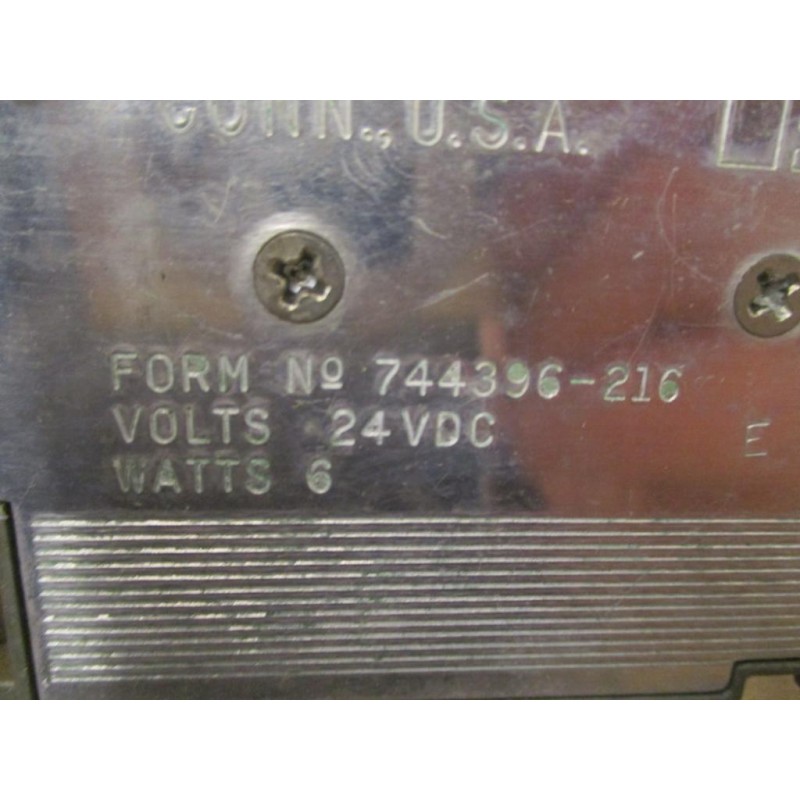 CONN., U.S.A.
FORM Nº 744396-216
VOLTS 24VDC
WATTS 6
E